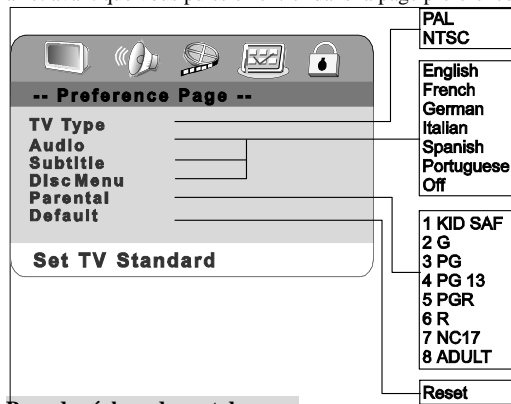 PAL
NTSC
-- Preference Page --
TV Type
Audio
Subtitle
DiscMenu
Parental
Default
Set TV Standard
English
French
German
Italian
Spanish
Portuguese
Off
1 KID SAF
2 G
3 PG
4 PG 13
5 PGR
6 R
7 NC17
8 ADULT
Reset